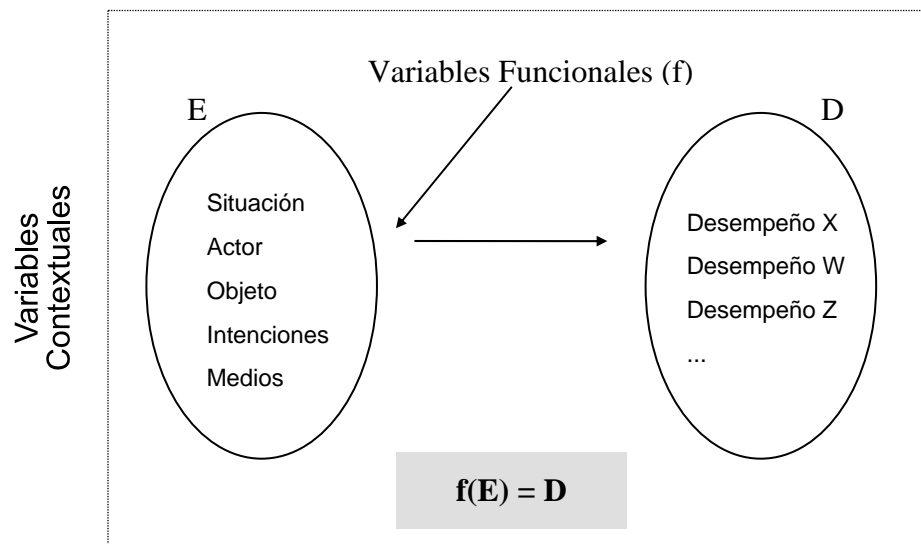 Variables Funcionales (f)
E
D
Variables
Contextuales
Situación
Actor
Objeto
Intenciones
Medios
Desempeño X
Desempeño W
Desempeño Z
...
f(E) = D